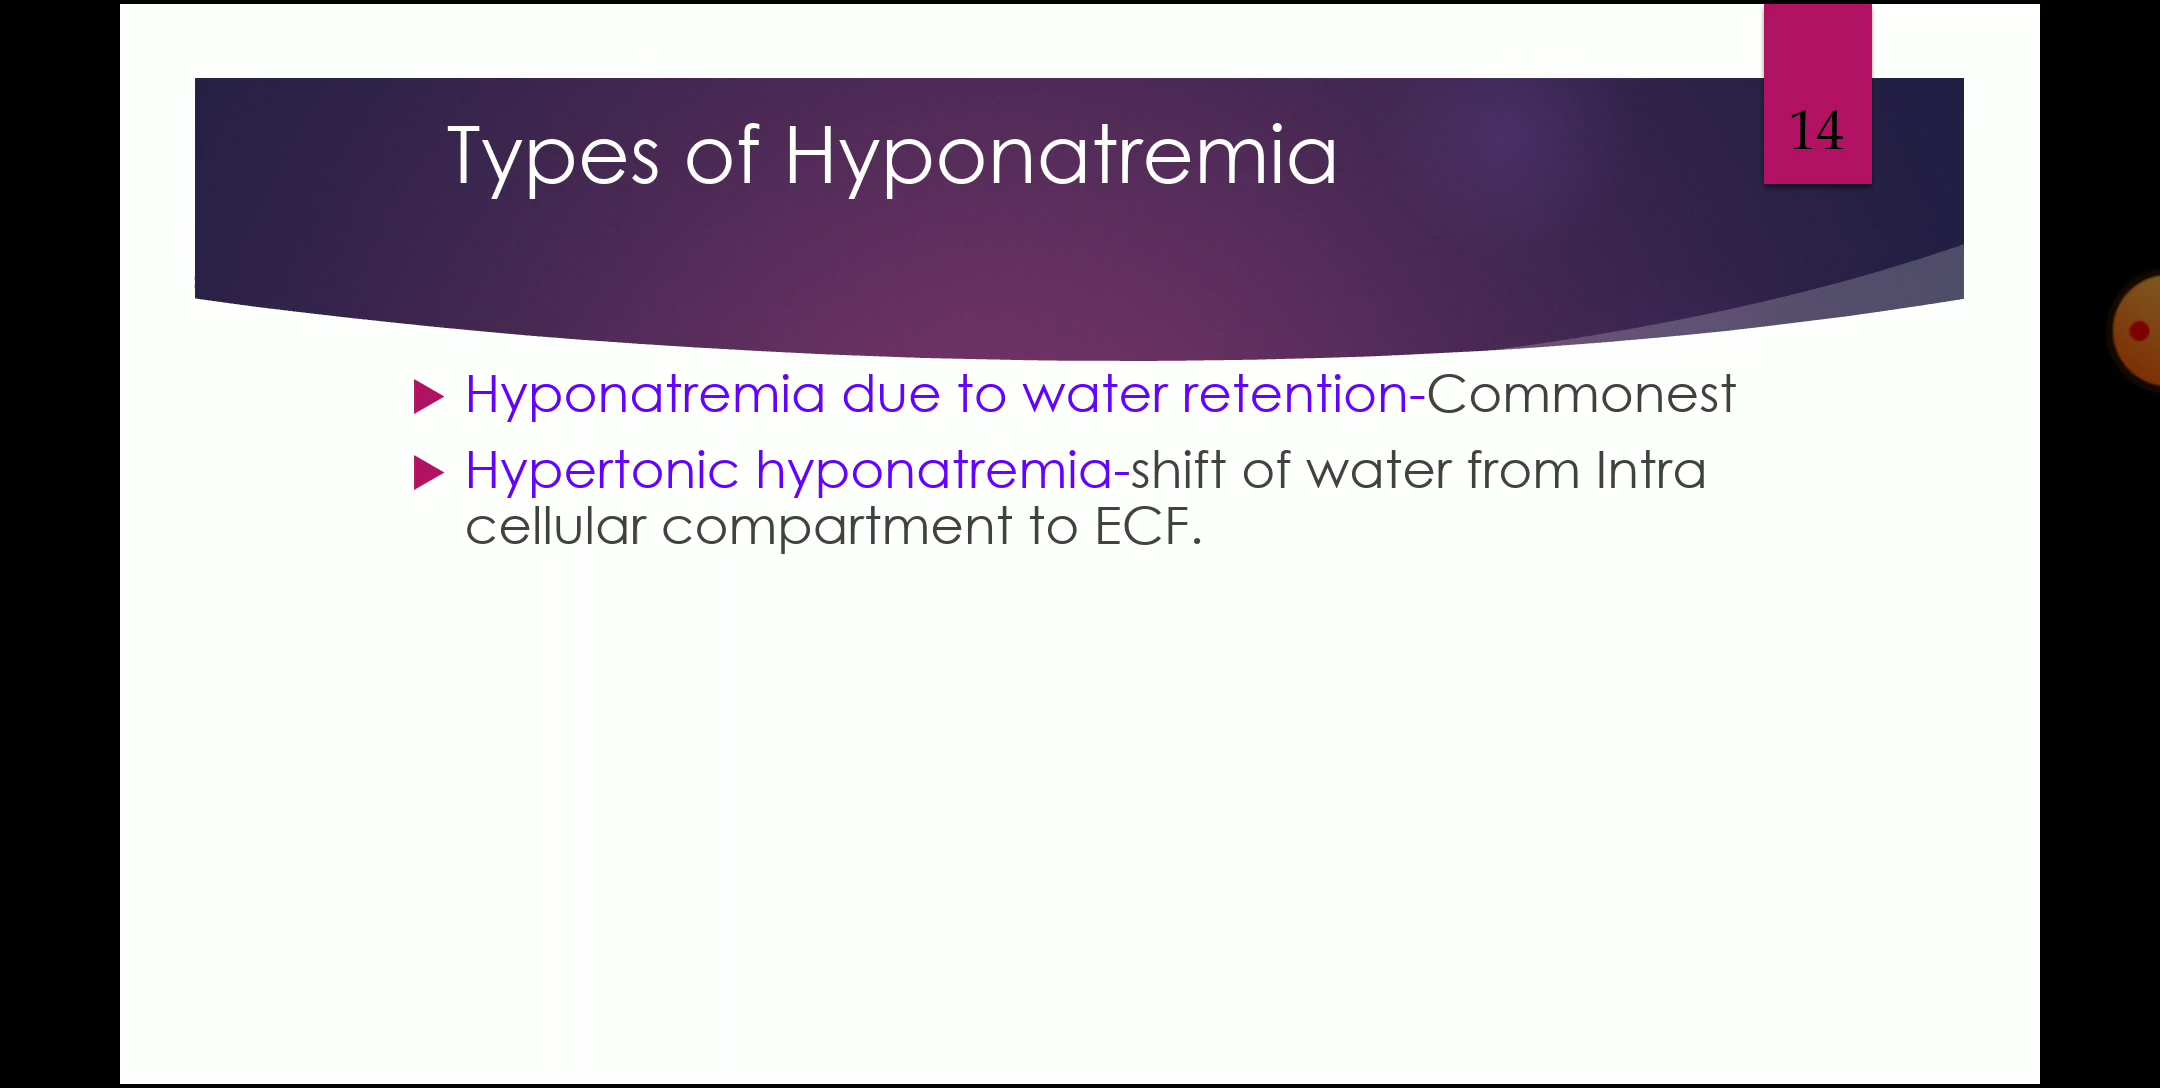 14
Types of Hyponatremia
Hyponatremia due to water retention-Commonest
Hypertonic hyponatremia-shift of water from Intra
cellular compartment to ECF.